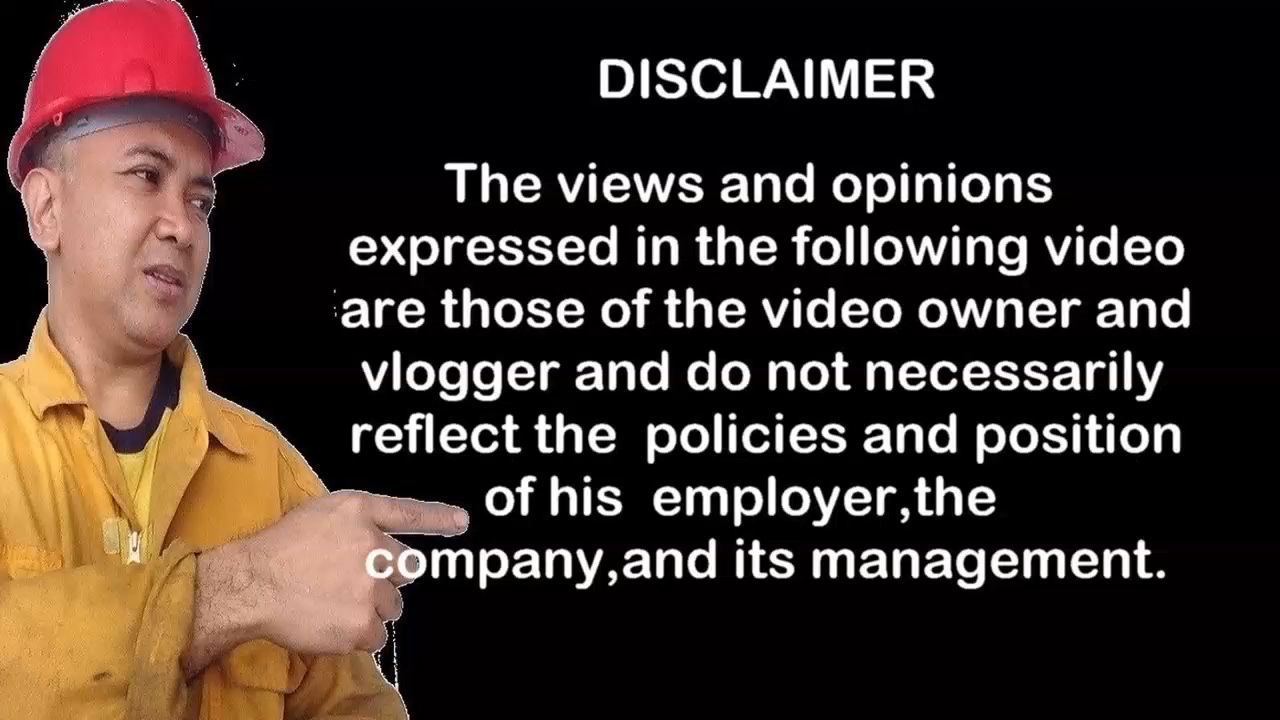 DISCLAIMER
The views and opinions
expressed in the following video
are those of the video owner and
vlogger and do not necessarily
reflect the  policies and position
of his  employer,the
company,and its management.